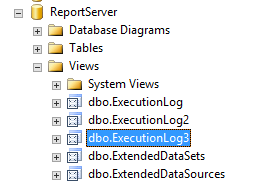 ReportServer
Database Diagrams
Tables
Views
System Views
dbo.ExecutionLog
dbo.ExecutionLog2
dbo.ExecutionLog3
dbo.ExtendedDataSets
dbo.ExtendedDataSources